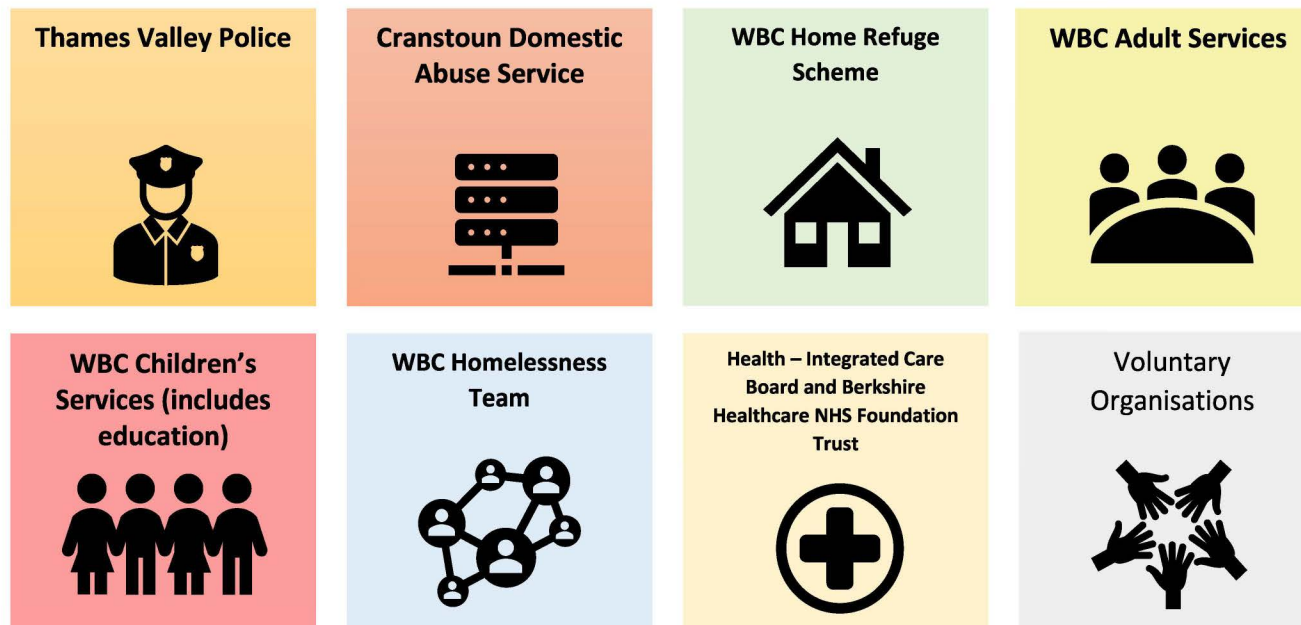 Thames Valley Police
Cranstoun Domestic
Abuse Service
WBC Home Refuge
Scheme
WBC Adult Services
WBC Children’s
Services (includes
education)
WBC Homelessness
Team
Health – Integrated Care
Board and Berkshire
Healthcare NHS Foundation
Trust
Voluntary
Organisations